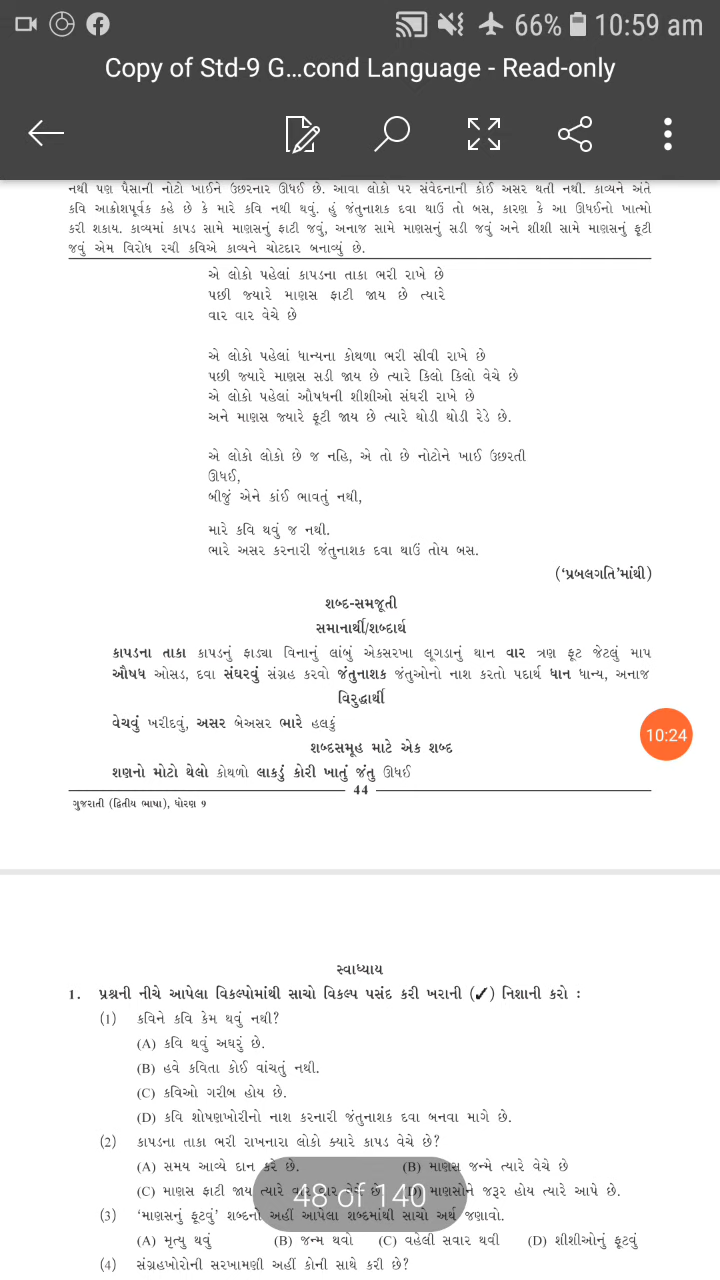 66% 10:59 am
Copy of Std-9 G...cond Language - Read-only
નથી પણ પૈસાની નોટો ખાઈને ઉછરનાર ઊધઈ છે. આવા લોકો પર સંવેદનાની કોઈ અસર થતી નથી. કાવ્યને અંતે
કવિ આક્રોશપૂર્વક કહે છે કે મારે કવિ નથી થવું. હું જંતુનાશક દવા થાઉં તો બસ, કારણ કે આ ઊધઈનો ખાત્મો
કરી શકાય. કાવ્યમાં કાપડ સામે માણસનું ફાટી જવું, અનાજ સામે માણસનું સડી જવું અને શીશી સામે માણસનું ફૂટી
જવું એમ વિરોધ રચી કવિએ કાવ્યને ચોટદાર બનાવ્યું છે.
એ લોકો પહેલાં કાપડના તાકા ભરી રાખે છે
પછી જ્યારે માણસ ફાટી જાય છે ત્યારે
વાર વાર વેચે છે
એ લોકો પહેલાં ધાન્યના કોથળા ભરી સીવી રાખે છે
પછી જ્યારે માણસ સડી જાય છે ત્યારે કિલો કિલો વેચે છે
એ લોકો પહેલાં ઔષધની શીશીઓ સંઘરી રાખે છે
અને માણસ જ્યારે ફૂટી જાય છે ત્યારે થોડી થોડી રેડે છે.
એ લોકો લોકો છે જ નહિ, એ તો છે નોટોને ખાઈ ઉછરતી
ઊધઈ,
બીજું એને કાંઈ ભાવતું નથી,
મારે કવિ થવું જ નથી.
ભારે અસર કરનારી જંતુનાશક દવા થાઉં તોય બસ.
(‘પ્રબલગતિ’માંથી)
શબ્દ-સમજૂતી
સમાનાર્થી/શબ્દાર્થ
કાપડના તાકા કાપડનું ફાડ્યા વિનાનું લાંબું એકસરખા લૂગડાનું થાન વાર ત્રણ ફૂટ જેટલું માપ
ઔષધ ઓસડ, દવા સંઘરવું સંગ્રહ કરવો જંતુનાશક જંતુઓનો નાશ કરતો પદાર્થ ધાન ધાન્ય, અનાજ
વિરુદ્ધાર્થી
વેચવું ખરીદવું, અસર બેઅસર ભારે હલકું
શબ્દસમૂહ માટે એક શબ્દ
10:24
શણનો મોટો થેલો કોથળો લાકડું કોરી ખાતું જંતુ ઊધઈ
44
ગુજરાતી (દ્વિતીય ભાષા), ધોરણ 9
સ્વાધ્યાય
1. પ્રશ્નની નીચે આપેલા વિકલ્પોમાંથી સાચો વિકલ્પ પસંદ કરી ખરાની (✓) નિશાની કરો :
(1) કવિને કવિ કેમ થવું નથી?
(A) કવિ થવું અઘરું છે.
(B) હવે કવિતા કોઈ વાંચતું નથી.
(C) કવિઓ ગરીબ હોય છે.
(D) કવિ શોષણખોરીનો નાશ કરનારી જંતુનાશક દવા બનવા માગે છે.
(2) કાપડના તાકા ભરી રાખનારા લોકો ક્યારે કાપડ વેચે છે?
(A) સમય આવ્યે દાન કરે છે. (B) માણસ જન્મે ત્યારે વેચે છે
(C) માણસ ફાટી જાય ત્યારે વાર વાર વેચે છે (D) માણસોને જરૂર હોય ત્યારે આપે છે.
48 of 140
(3) ‘માણસનું ફૂટવું’ શબ્દનો અહીં આપેલા શબ્દમાંથી સાચો અર્થ જણાવો.
(A) મૃત્યુ થવું (B) જન્મ થવો (C) વહેલી સવાર થવી (D) શીશીઓનું ફૂટવું
(4) સંગ્રહખોરોની સરખામણી અહીં કોની સાથે કરી છે?